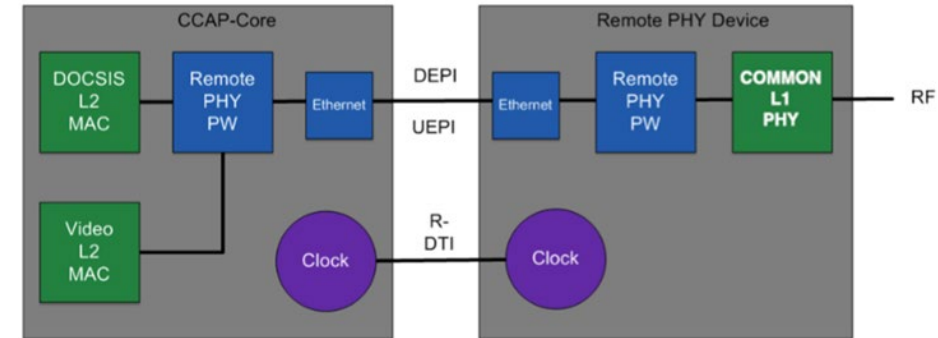 CCAP-Core
Remote PHY Device
DOCSIS
L2
MAC
Remote
PHY
PW
Ethernet
DEPI
UEPI
Ethernet
Remote
PHY
PW
COMMON
L1
PHY
RF
Video
L2
MAC
Clock
R-
DTI
Clock